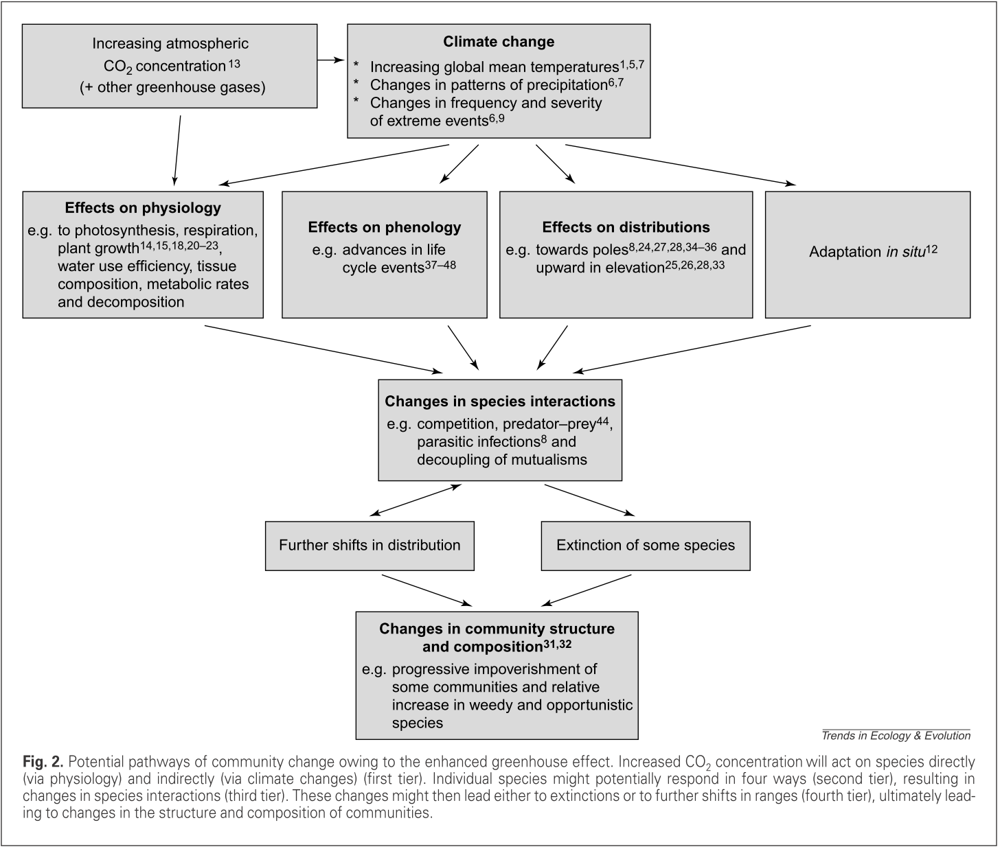 Increasing atmospheric
CO2 concentration13
(+ other greenhouse gases)
Climate change
* Increasing global mean temperatures1,5,7
* Changes in patterns of precipitation6,7
* Changes in frequency and severity
of extreme events6,9
Effects on physiology
e.g. to photosynthesis, respiration,
plant growth14,15,18,20–23,
water use efficiency, tissue
composition, metabolic rates
and decomposition
Effects on phenology
e.g. advances in life
cycle events37–48
Effects on distributions
e.g. towards poles8,24,27,28,34–36 and
upward in elevation25,26,28,33
Adaptation in situ12
Changes in species interactions
e.g. competition, predator–prey44,
parasitic infections8 and
decoupling of mutualisms
Further shifts in distribution
Extinction of some species
Changes in community structure
and composition31,32
e.g. progressive impoverishment of
some communities and relative
increase in weedy and opportunistic
species
Trends in Ecology & Evolution
Fig. 2. Potential pathways of community change owing to the enhanced greenhouse effect. Increased CO2 concentration will act on species directly
(via physiology) and indirectly (via climate changes) (first tier). Individual species might potentially respond in four ways (second tier), resulting in
changes in species interactions (third tier). These changes might then lead either to extinctions or to further shifts in ranges (fourth tier), ultimately lead-
ing to changes in the structure and composition of communities.